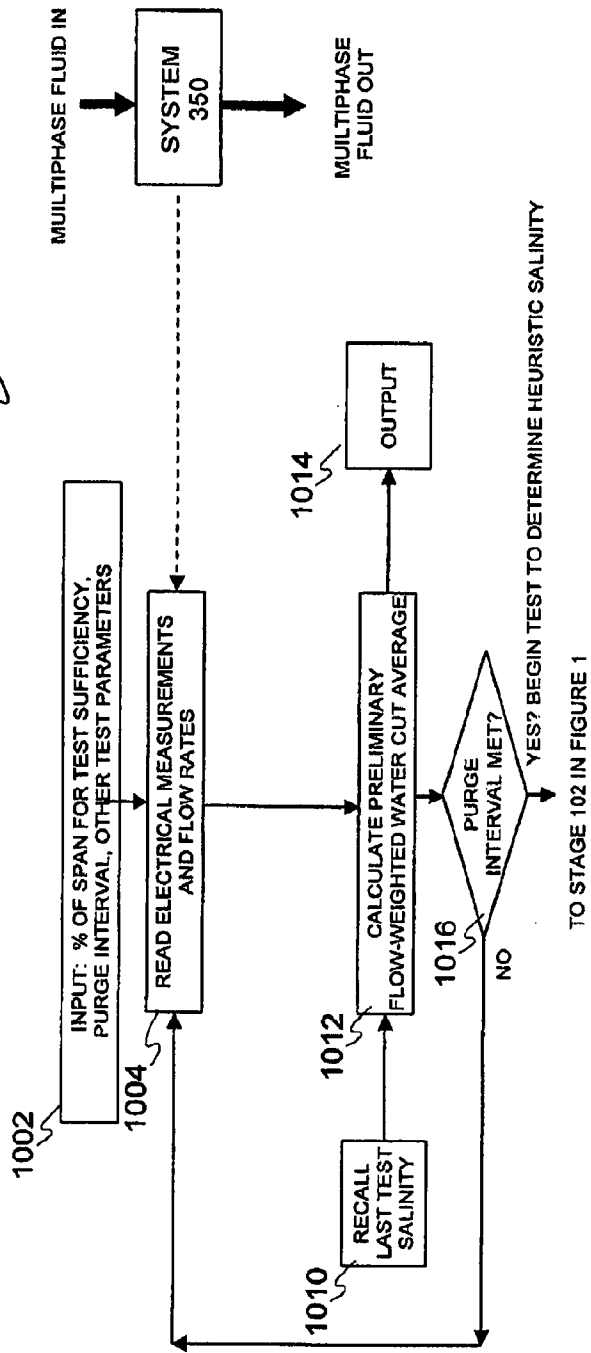 MUILTIPHASE FLUID IN
SYSTEM
350
MUILTIPHASE
FLUID OUT
1002
INPUT: % OF SPAN FOR TEST SUFFICIENCY,
PURGE INTERVAL, OTHER TEST PARAMETERS
1004
READ ELECTRICAL MEASUREMENTS
AND FLOW RATES
1010
RECALL
LAST TEST
SALINITY
1012
CALCULATE PRELIMINARY
FLOW-WEIGHTED WATER CUT AVERAGE
1014
OUTPUT
1016
PURGE
INTERVAL MET?
NO
YES? BEGIN TEST TO DETERMINE HEURISTIC SALINITY
TO STAGE 102 IN FIGURE 1